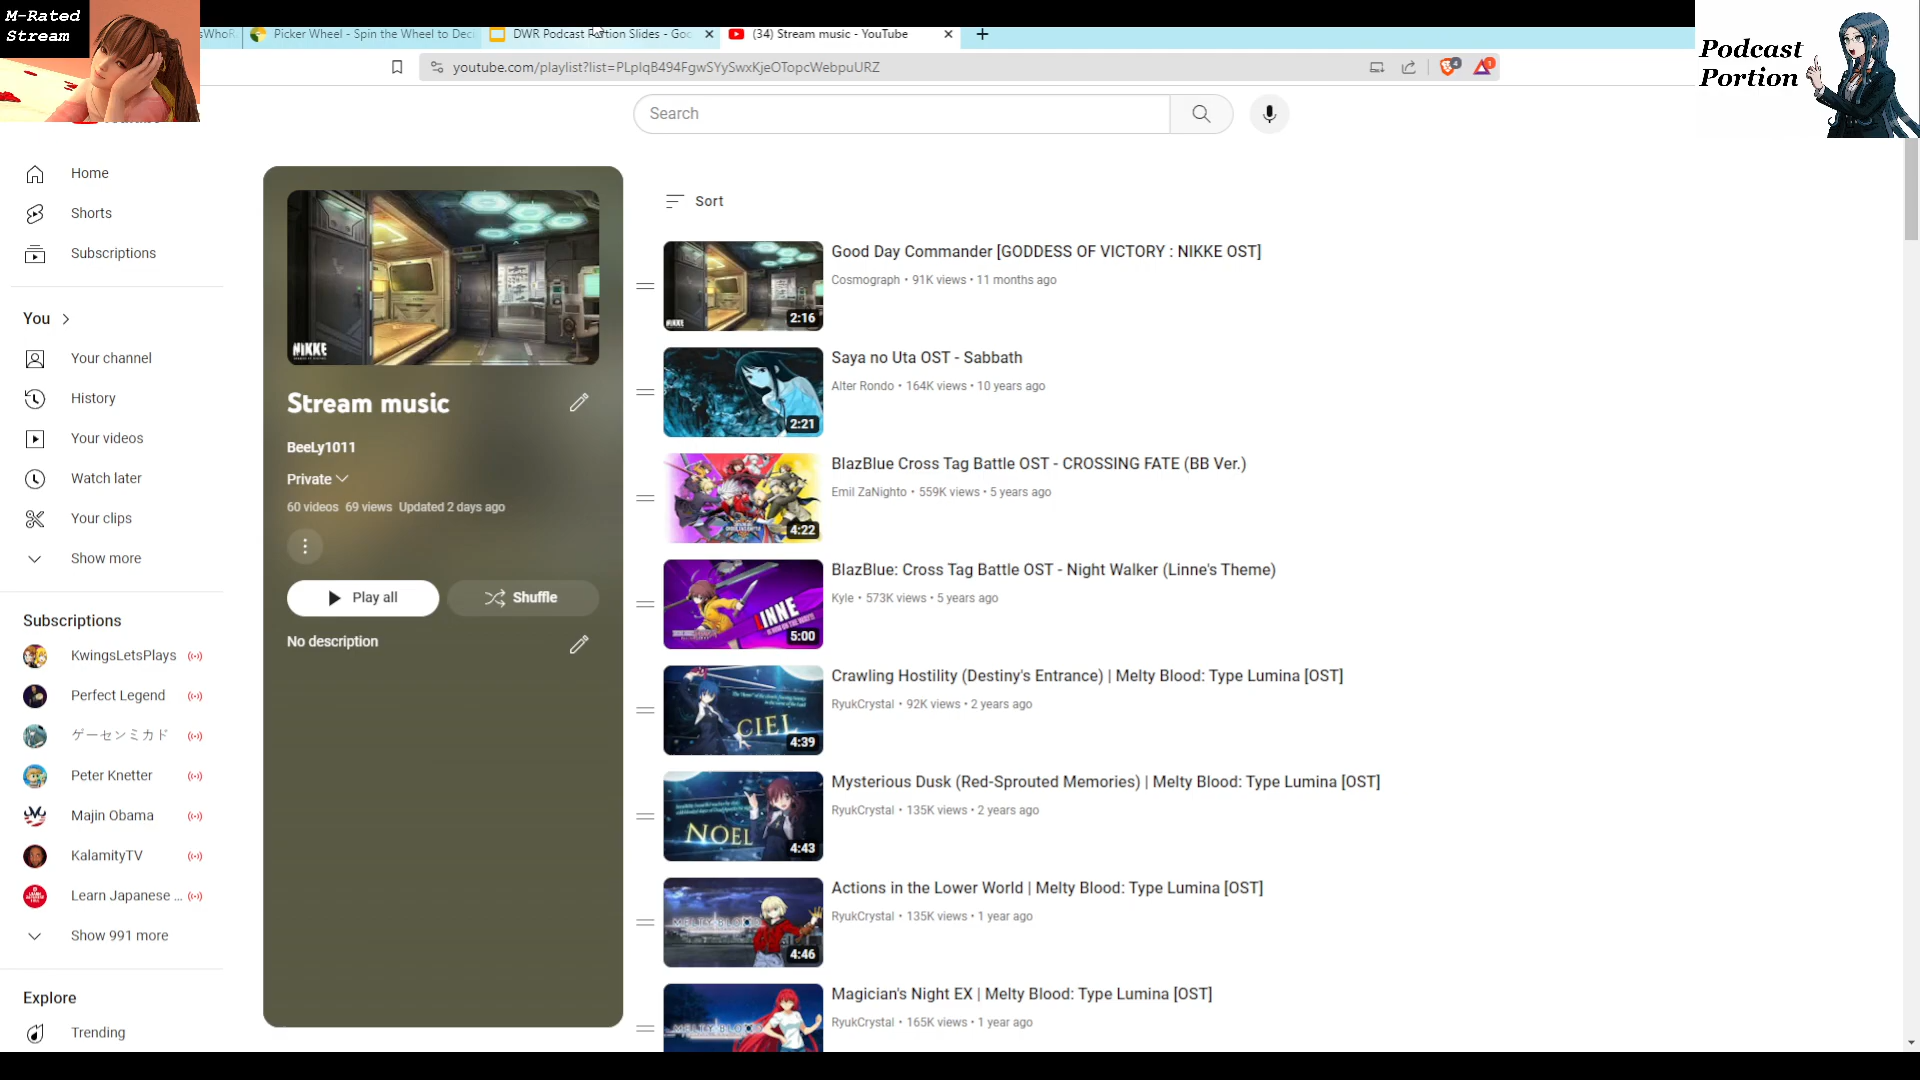 M-Rated
Stream
sWhoR
Picker Wheel - Spin the Wheel to Deci
DWR Podcast Portion Slides - Goo
(34) Stream music - YouTube
youtube.com/playlist?list=PLpIqB494FgwSYySwxKjeOTopcWebpuURZ
4
1
Podcast
Portion
Search
Home
Shorts
Subscriptions
You
Your channel
History
Your videos
Watch later
Your clips
Show more
Subscriptions
KwingsLetsPlays
Perfect Legend
ゲーセンミカド
Peter Knetter
Majin Obama
KalamityTV
Learn Japanese ...
Show 991 more
Explore
Trending
NIKKE
Stream music
BeeLy1011
Private
60 videos 69 views Updated 2 days ago
Play all
Shuffle
No description
Sort
NIKKE
2:16
Good Day Commander [GODDESS OF VICTORY : NIKKE OST]
Cosmograph • 91K views • 11 months ago
2:21
Saya no Uta OST - Sabbath
Alter Rondo • 164K views • 10 years ago
4:22
BlazBlue Cross Tag Battle OST - CROSSING FATE (BB Ver.)
Emil ZaNighto • 559K views • 5 years ago
LINNE
5:00
BlazBlue: Cross Tag Battle OST - Night Walker (Linne's Theme)
Kyle • 573K views • 5 years ago
CIEL
4:39
Crawling Hostility (Destiny's Entrance) | Melty Blood: Type Lumina [OST]
RyukCrystal • 92K views • 2 years ago
NOEL
4:43
Mysterious Dusk (Red-Sprouted Memories) | Melty Blood: Type Lumina [OST]
RyukCrystal • 135K views • 2 years ago
MELTY BLOOD
4:46
Actions in the Lower World | Melty Blood: Type Lumina [OST]
RyukCrystal • 135K views • 1 year ago
MELTY BLOOD
Magician's Night EX | Melty Blood: Type Lumina [OST]
RyukCrystal • 165K views • 1 year ago